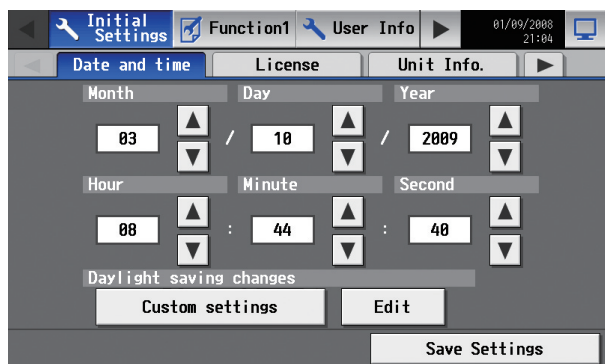 Initial Settings Function1 User Info 01/09/2008 21:04
Date and time License Unit Info.
Month Day Year
03 / 10 / 2009
Hour Minute Second
08 : 44 : 40
Daylight saving changes
Custom settings Edit
Save Settings